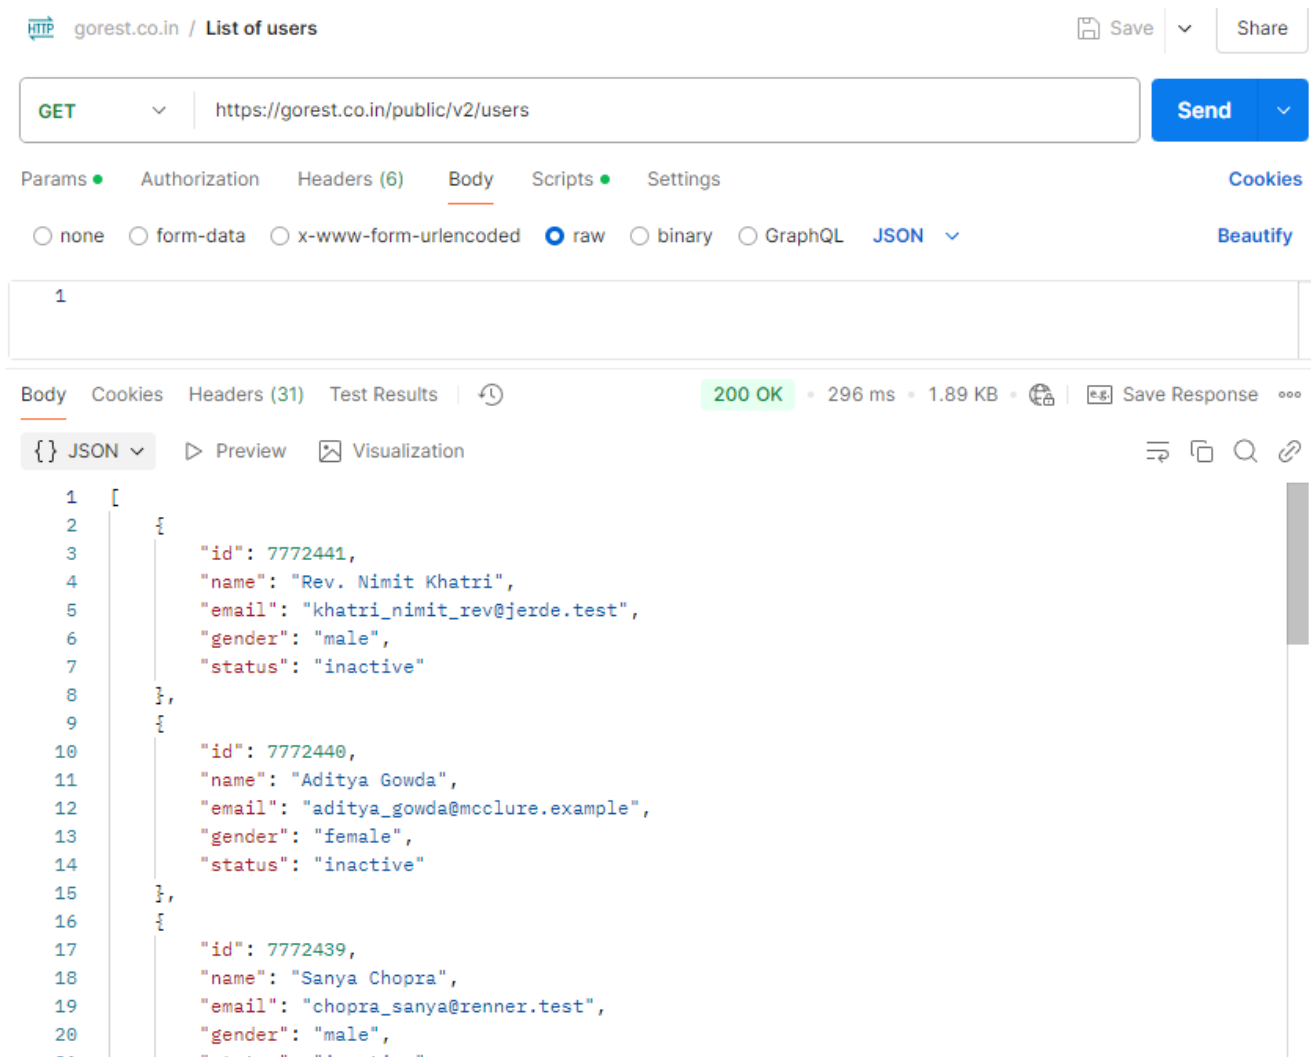 HTTP gorest.co.in / List of users Save Share
GET https://gorest.co.in/public/v2/users Send
Params Authorization Headers (6) Body Scripts Settings Cookies
none form-data x-www-form-urlencoded raw binary GraphQL JSON Beautify
1
Body Cookies Headers (31) Test Results 200 OK 296 ms 1.89 KB e.g. Save Response
{} JSON Preview Visualization
1 [
2 {
3 "id": 7772441,
4 "name": "Rev. Nimit Khatri",
5 "email": "khatri_nimit_rev@jerde.test",
6 "gender": "male",
7 "status": "inactive"
8 },
9 {
10 "id": 7772440,
11 "name": "Aditya Gowda",
12 "email": "aditya_gowda@mcclure.example",
13 "gender": "female",
14 "status": "inactive"
15 },
16 {
17 "id": 7772439,
18 "name": "Sanya Chopra",
19 "email": "chopra_sanya@renner.test",
20 "gender": "male",